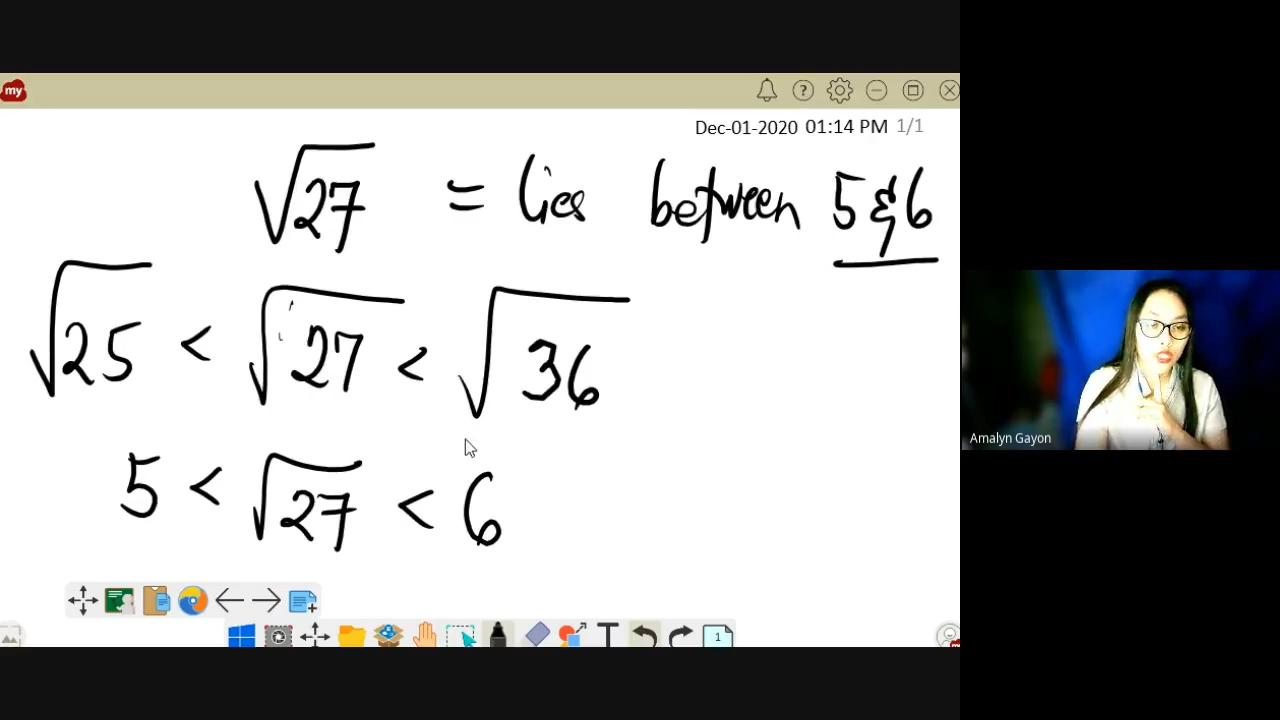 my
Dec-01-2020 01:14 PM 1/1
√27 = lies between 5 & 6
√25 < √27 < √36
5 < √27 < 6
Amalyn Gayon
T 1
my